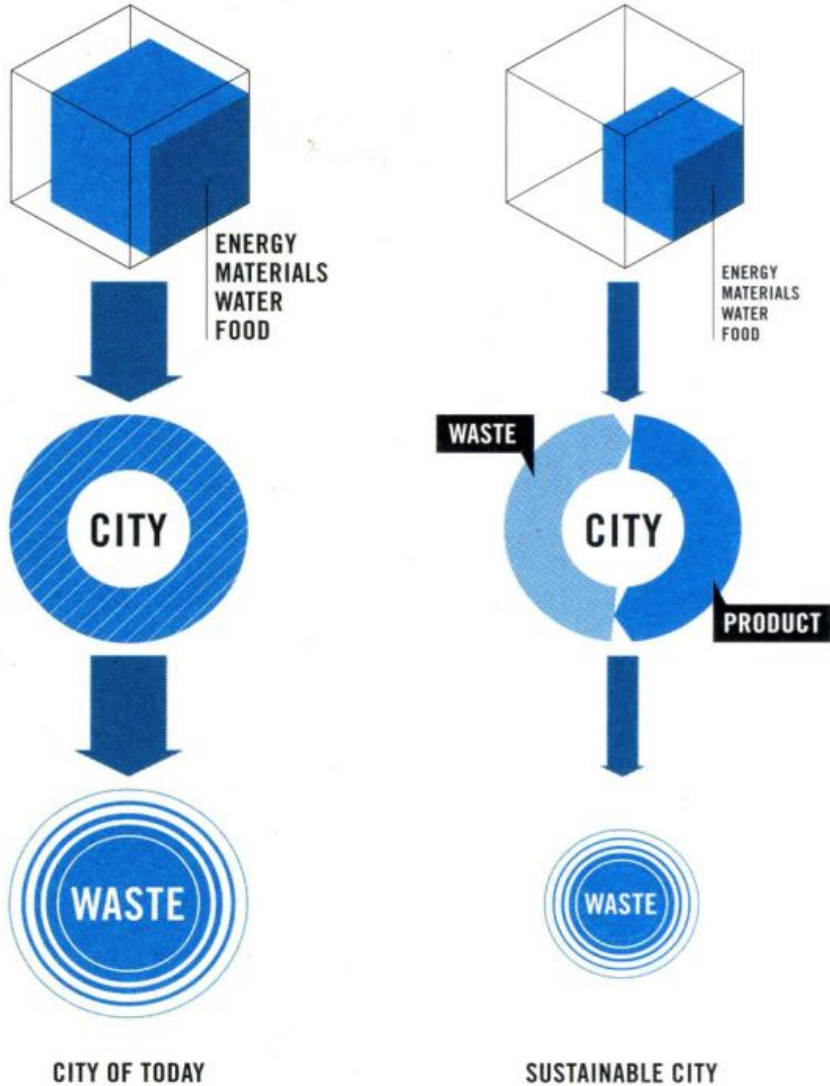 ENERGY
MATERIALS
WATER
FOOD
CITY
WASTE
CITY OF TODAY
ENERGY
MATERIALS
WATER
FOOD
WASTE
CITY
PRODUCT
WASTE
SUSTAINABLE CITY